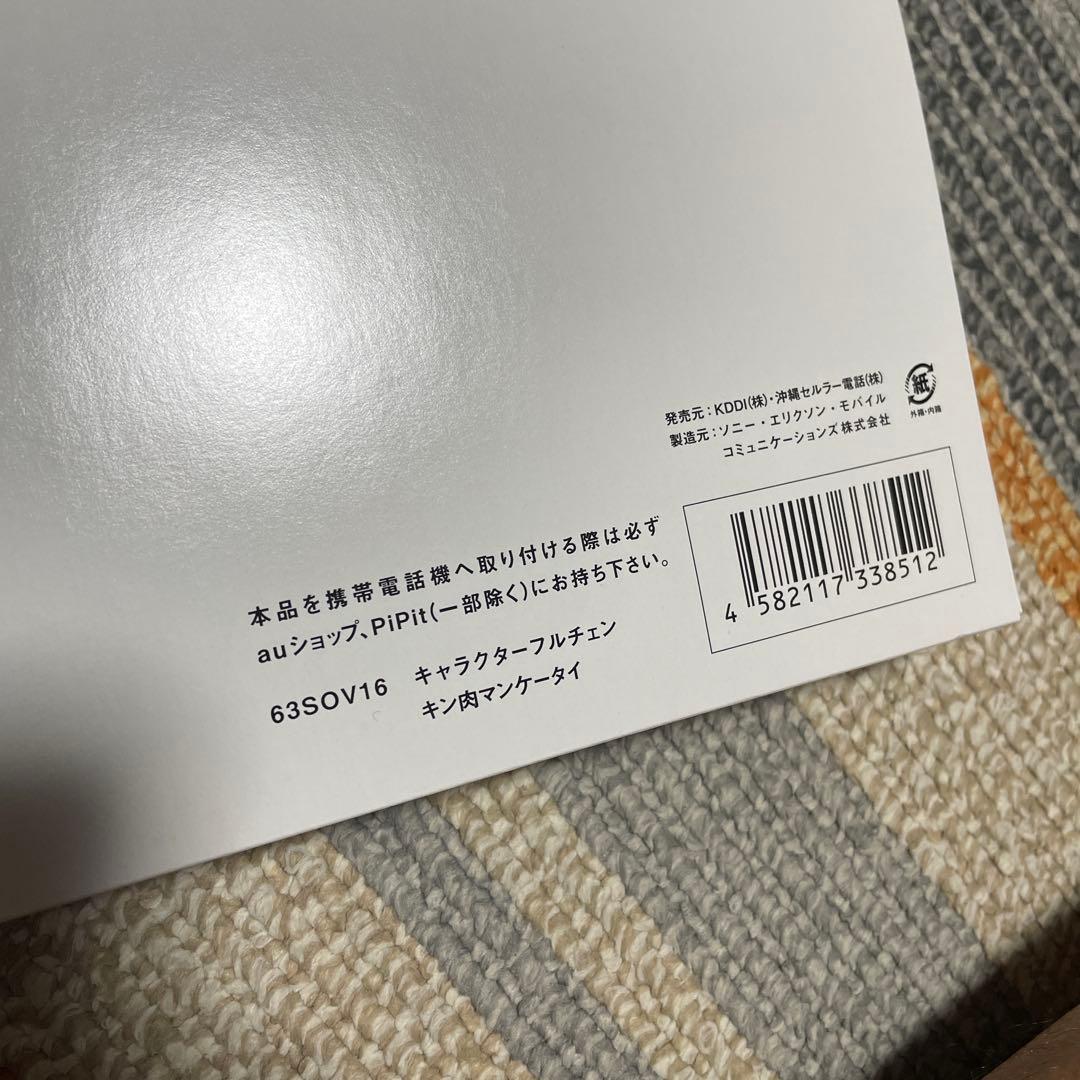 発売元：KDDI(株)・沖縄セルラー電話(株)
製造元：ソニー・エリクソン・モバイル
コミュニケーションズ株式会社
紙
外箱・内箱
4 582117 338512
本品を携帯電話機へ取り付ける際は必ず
auショップ、PiPit(一部除く)にお持ち下さい。
63SOV16 キャラクターフルチェン
キン肉マンケータイ